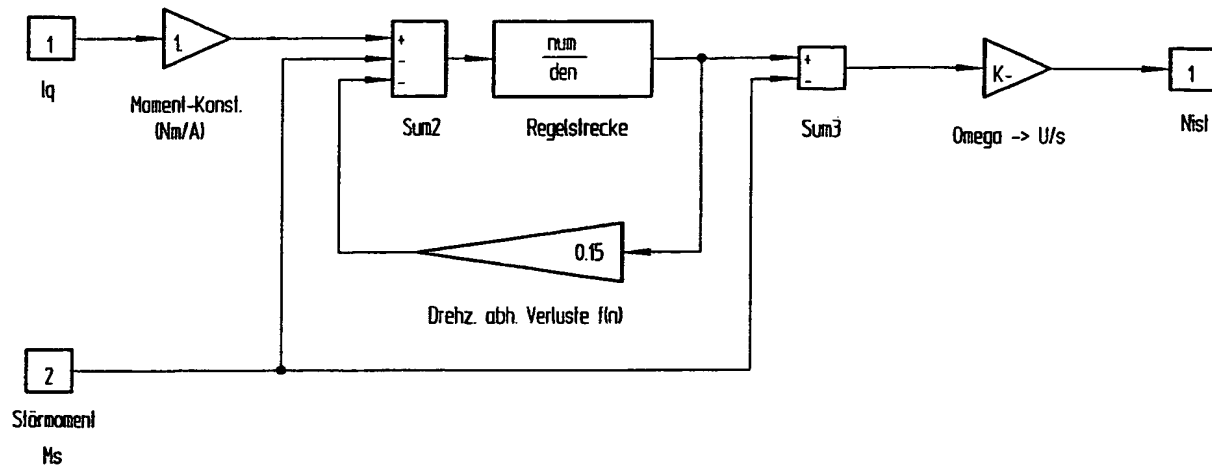 1
Iq
1.
Moment-Konst.
(Nm/A)
+
-
-
Sum2
num
den
Regelstrecke
+
-
Sum3
K-
Omega -> U/s
1
Nist
0.15
Drehz. abh. Verluste f(n)
2
Störmoment
Ms